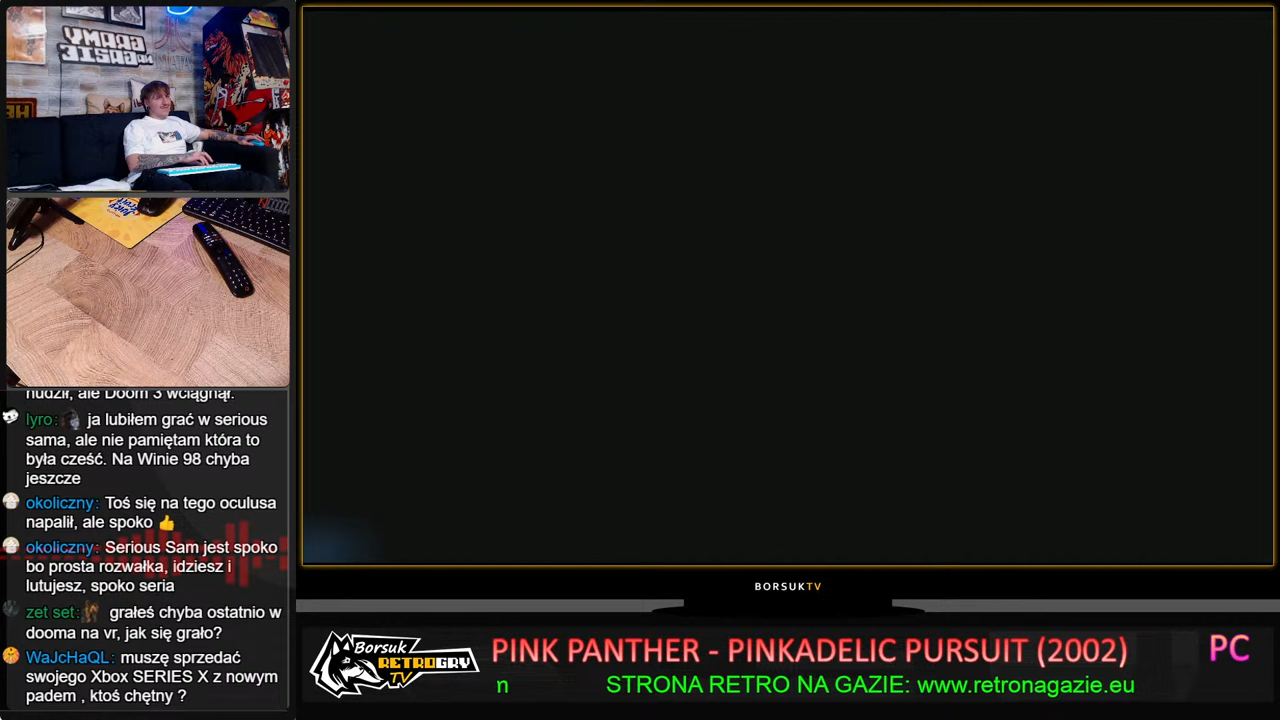 GRAMY
NA GAZIE
nudził, ale Doom 3 wciągnął.
lyro: ja lubiłem grać w serious
sama, ale nie pamiętam która to
była cześć. Na Winie 98 chyba
jeszcze
okoliczny: Toś się na tego oculusa
napalił, ale spoko 👍
okoliczny: Serious Sam jest spoko
bo prosta rozwałka, idziesz i
lutujesz, spoko seria
zet set: grałeś chyba ostatnio w
dooma na vr, jak się grało?
WaJcHaQL: muszę sprzedać
swojego Xbox SERIES X z nowym
padem , ktoś chętny ?
BORSUKTV
Borsuk
RETROGRY
TV
PINK PANTHER - PINKADELIC PURSUIT (2002)
PC
n STRONA RETRO NA GAZIE: www.retronagazie.eu